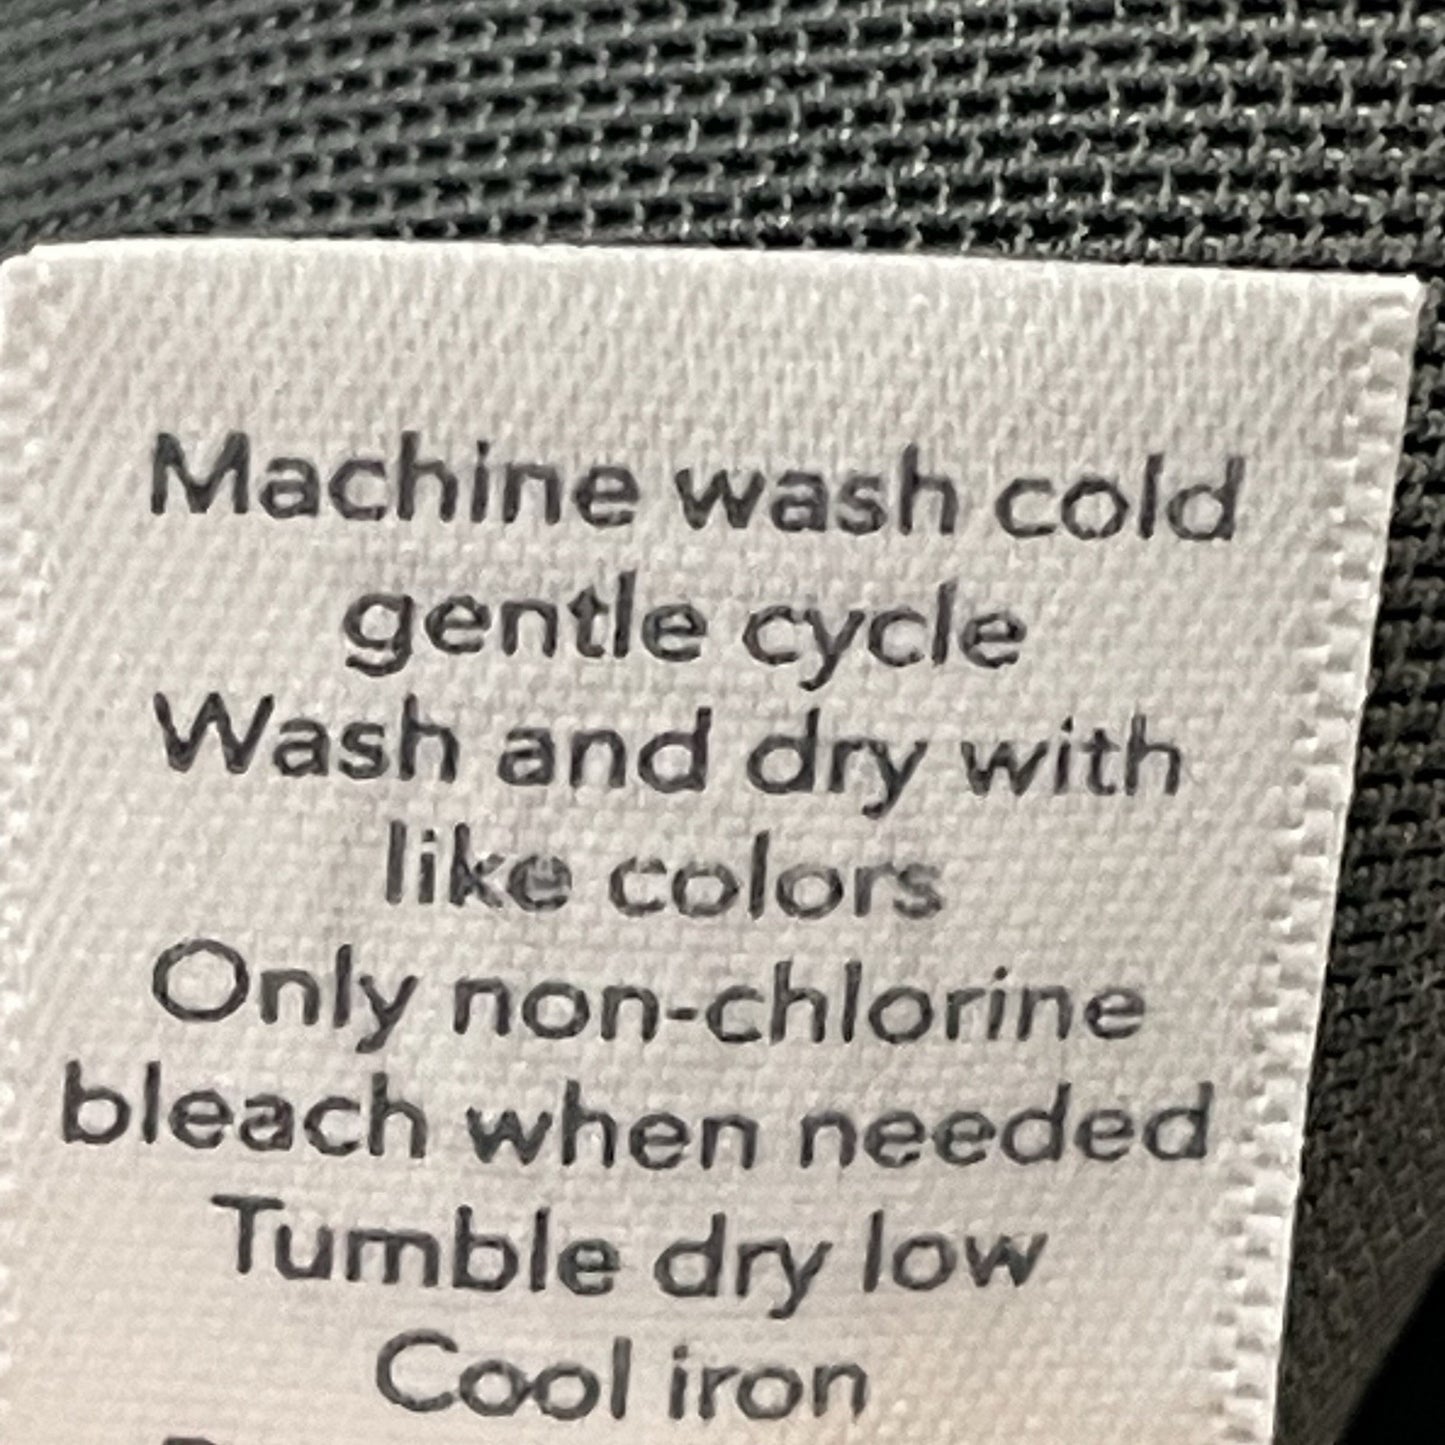 Machine wash cold
gentle cycle
Wash and dry with
like colors
Only non-chlorine
bleach when needed
Tumble dry low
Cool iron